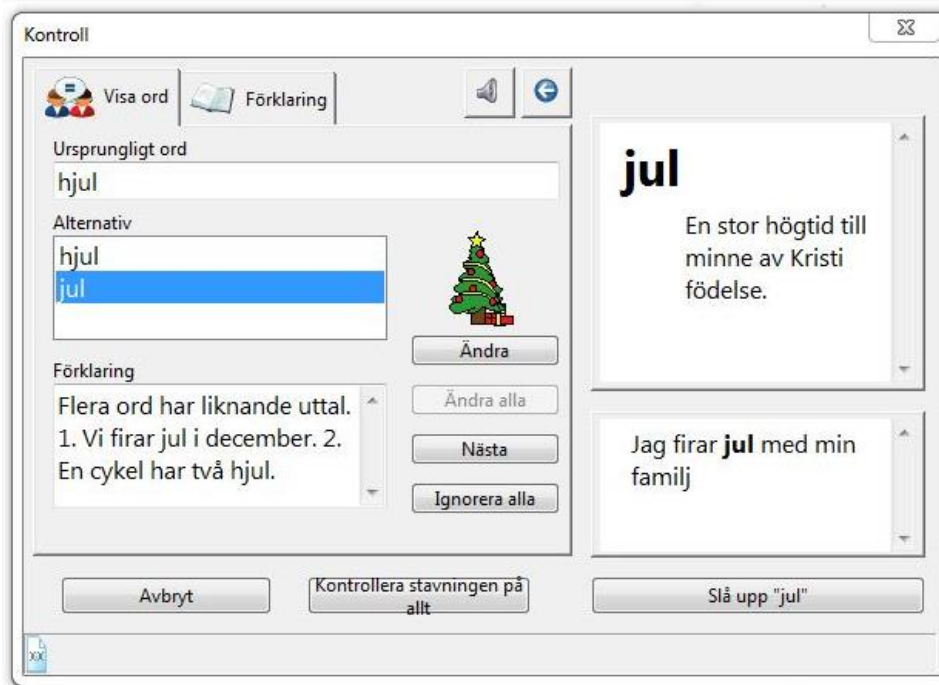 Kontroll
Visa ord
Förklaring
Ursprungligt ord
hjul
Alternativ
hjul
jul
Ändra
Förklaring
Flera ord har liknande uttal.
1. Vi firar jul i december. 2.
En cykel har två hjul.
Ändra alla
Nästa
Ignorera alla
jul
En stor högtid till
minne av Kristi
födelse.
Jag firar jul med min
familj
Avbryt
Kontrollera stavningen på
allt
Slå upp "jul"